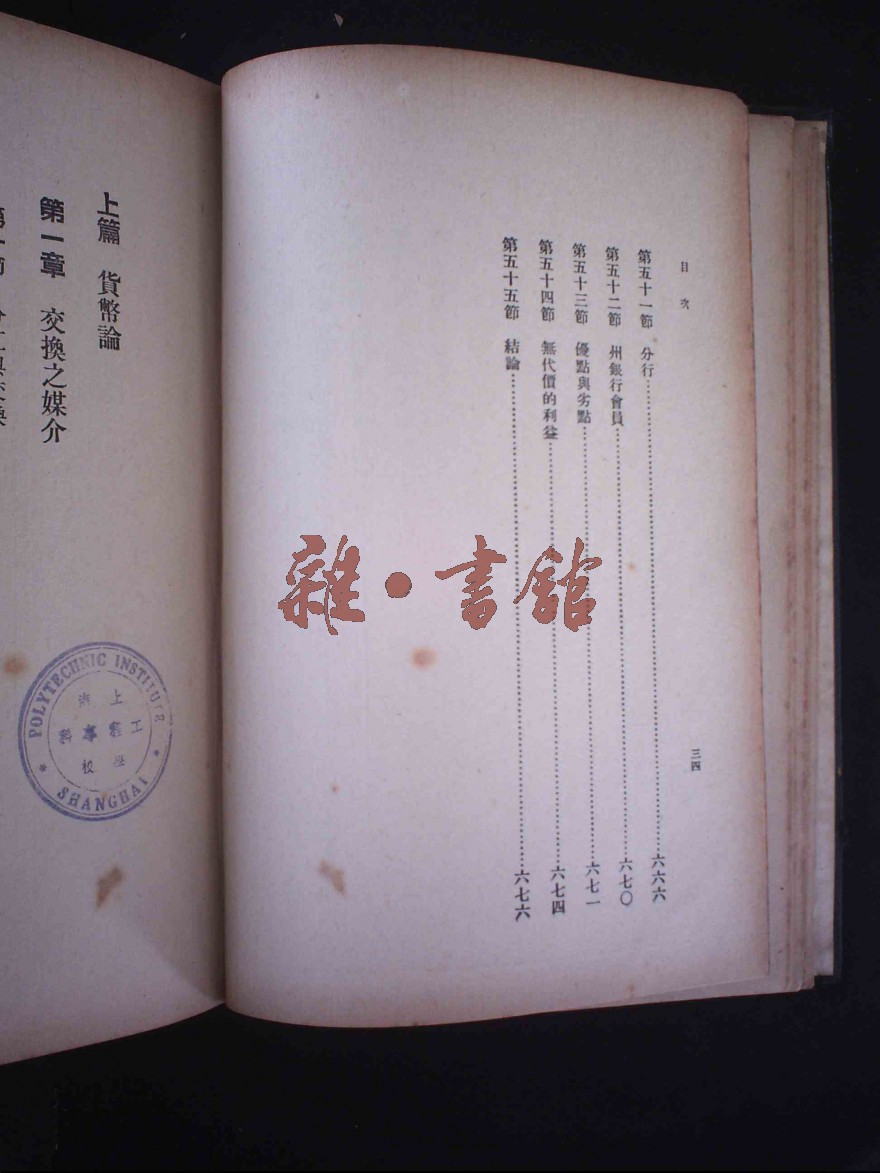 目次
第五十一節 分行……六六六
第五十二節 州銀行會員……六七〇
第五十三節 優點與劣點……六七一
第五十四節 無代價的利益……六七四
第五十五節 結論……六七六
三四
上篇 貨幣論
第一章 交換之媒介
雜·書館
POLYTECHNIC INSTITUTE
上海
校
* SHANGHAI *